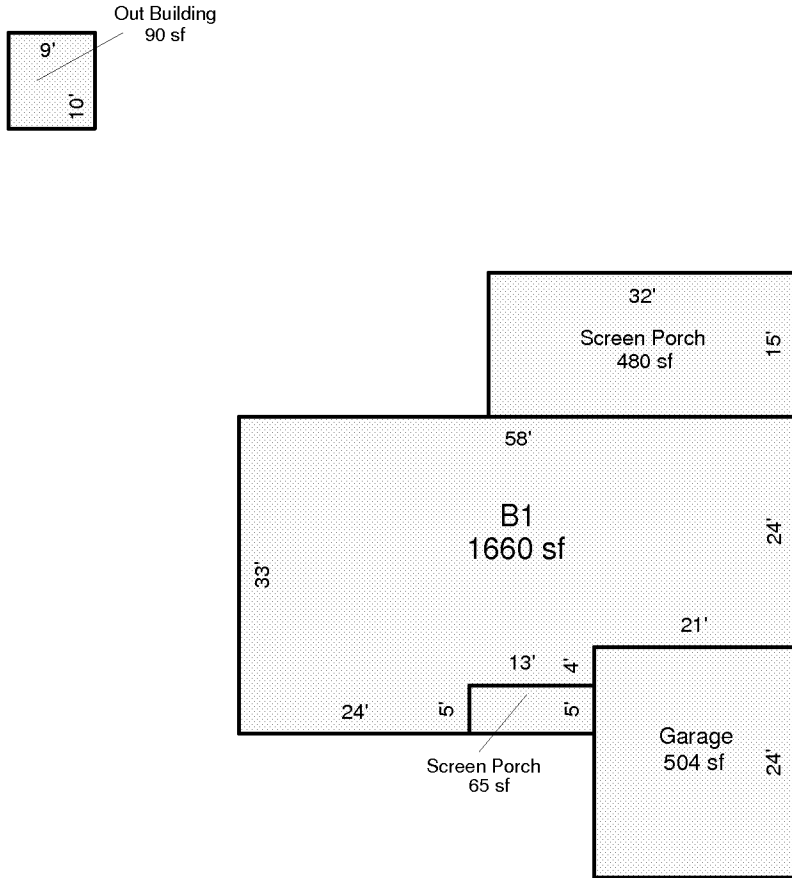 Out Building
90 sf
9'
10'
32'
Screen Porch
480 sf
15'
58'
B1
1660 sf
24'
33'
21'
13'
4'
24'
5'
5'
Garage
504 sf
24'
Screen Porch
65 sf